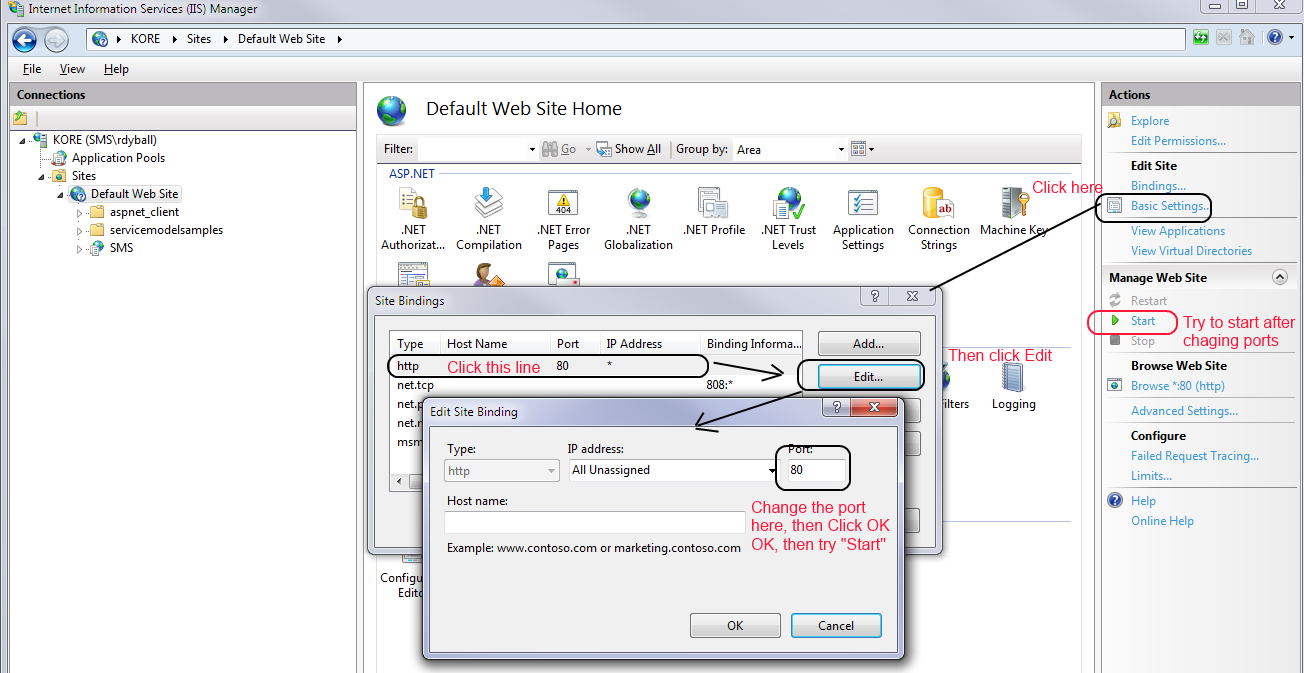 Internet Information Services (IIS) Manager
KORE
Sites
Default Web Site
File View Help
Connections
KORE (SMS\rdyball)
Application Pools
Sites
Default Web Site
aspnet_client
servicemodelsamples
SMS
Default Web Site Home
Filter: Go Show All Group by: Area
ASP.NET
.NET Authorizat...
.NET Compilation
.NET Error Pages
.NET Globalization
.NET Profile
.NET Trust Levels
Application Settings
Connection Strings
Machine Key
Click here
Site Bindings
Type Host Name Port IP Address Binding Informa...
http Click this line 80 *
net.tcp 808:*
net.p
net.n
msm
Add...
Edit...
Then click Edit
ilters
Logging
Configu
Edito
Edit Site Binding
Type: IP address: Port:
http All Unassigned 80
Host name:
Example: www.contoso.com or marketing.contoso.com
Change the port
here, then Click OK
OK, then try "Start"
OK Cancel
Actions
Explore
Edit Permissions...
Edit Site
Bindings...
Basic Settings...
View Applications
View Virtual Directories
Manage Web Site
Restart
Start
Stop
Try to start after
chaging ports
Browse Web Site
Browse *:80 (http)
Advanced Settings...
Configure
Failed Request Tracing...
Limits...
Help
Online Help